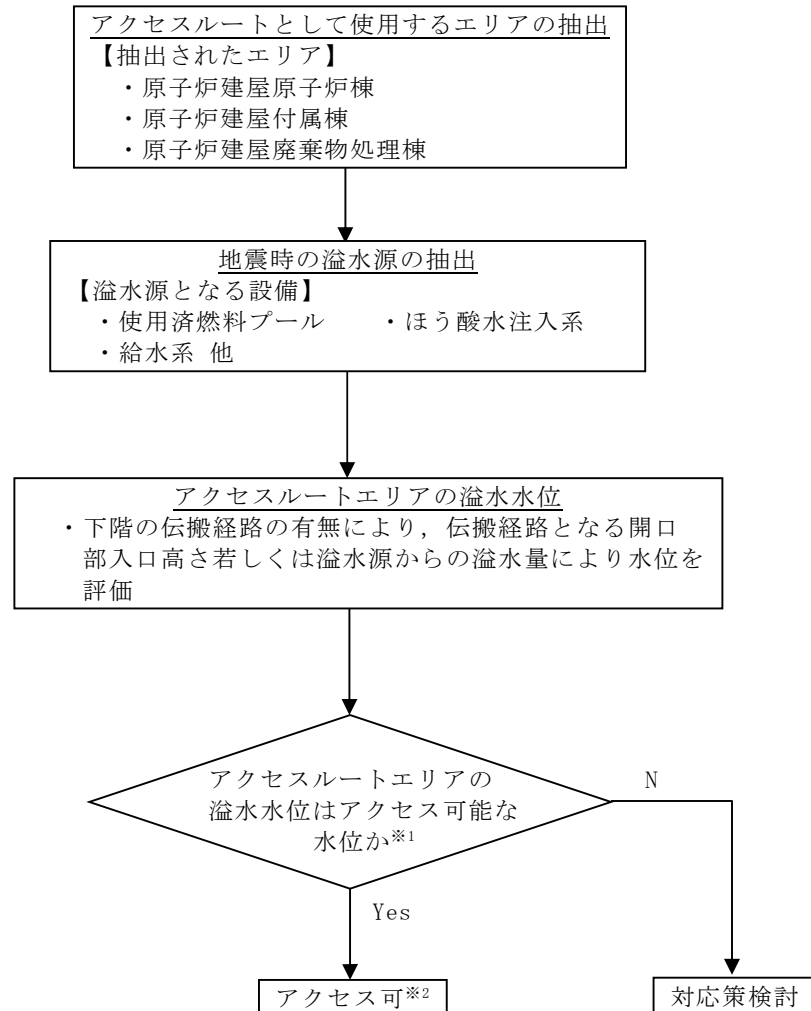 アクセスルートとして使用するエリアの抽出
【抽出されたエリア】
・原子炉建屋原子炉棟
・原子炉建屋付属棟
・原子炉建屋廃棄物処理棟
地震時の溢水源の抽出
【溢水源となる設備】
・使用済燃料プール ・ほう酸水注入系
・給水系 他
アクセスルートエリアの溢水水位
・下階の伝搬経路の有無により，伝搬経路となる開口
部入口高さ若しくは溢水源からの溢水量により水位を
評価
アクセスルートエリアの
溢水水位はアクセス可能な
水位か※1
N
Yes
アクセス可※2
対応策検討